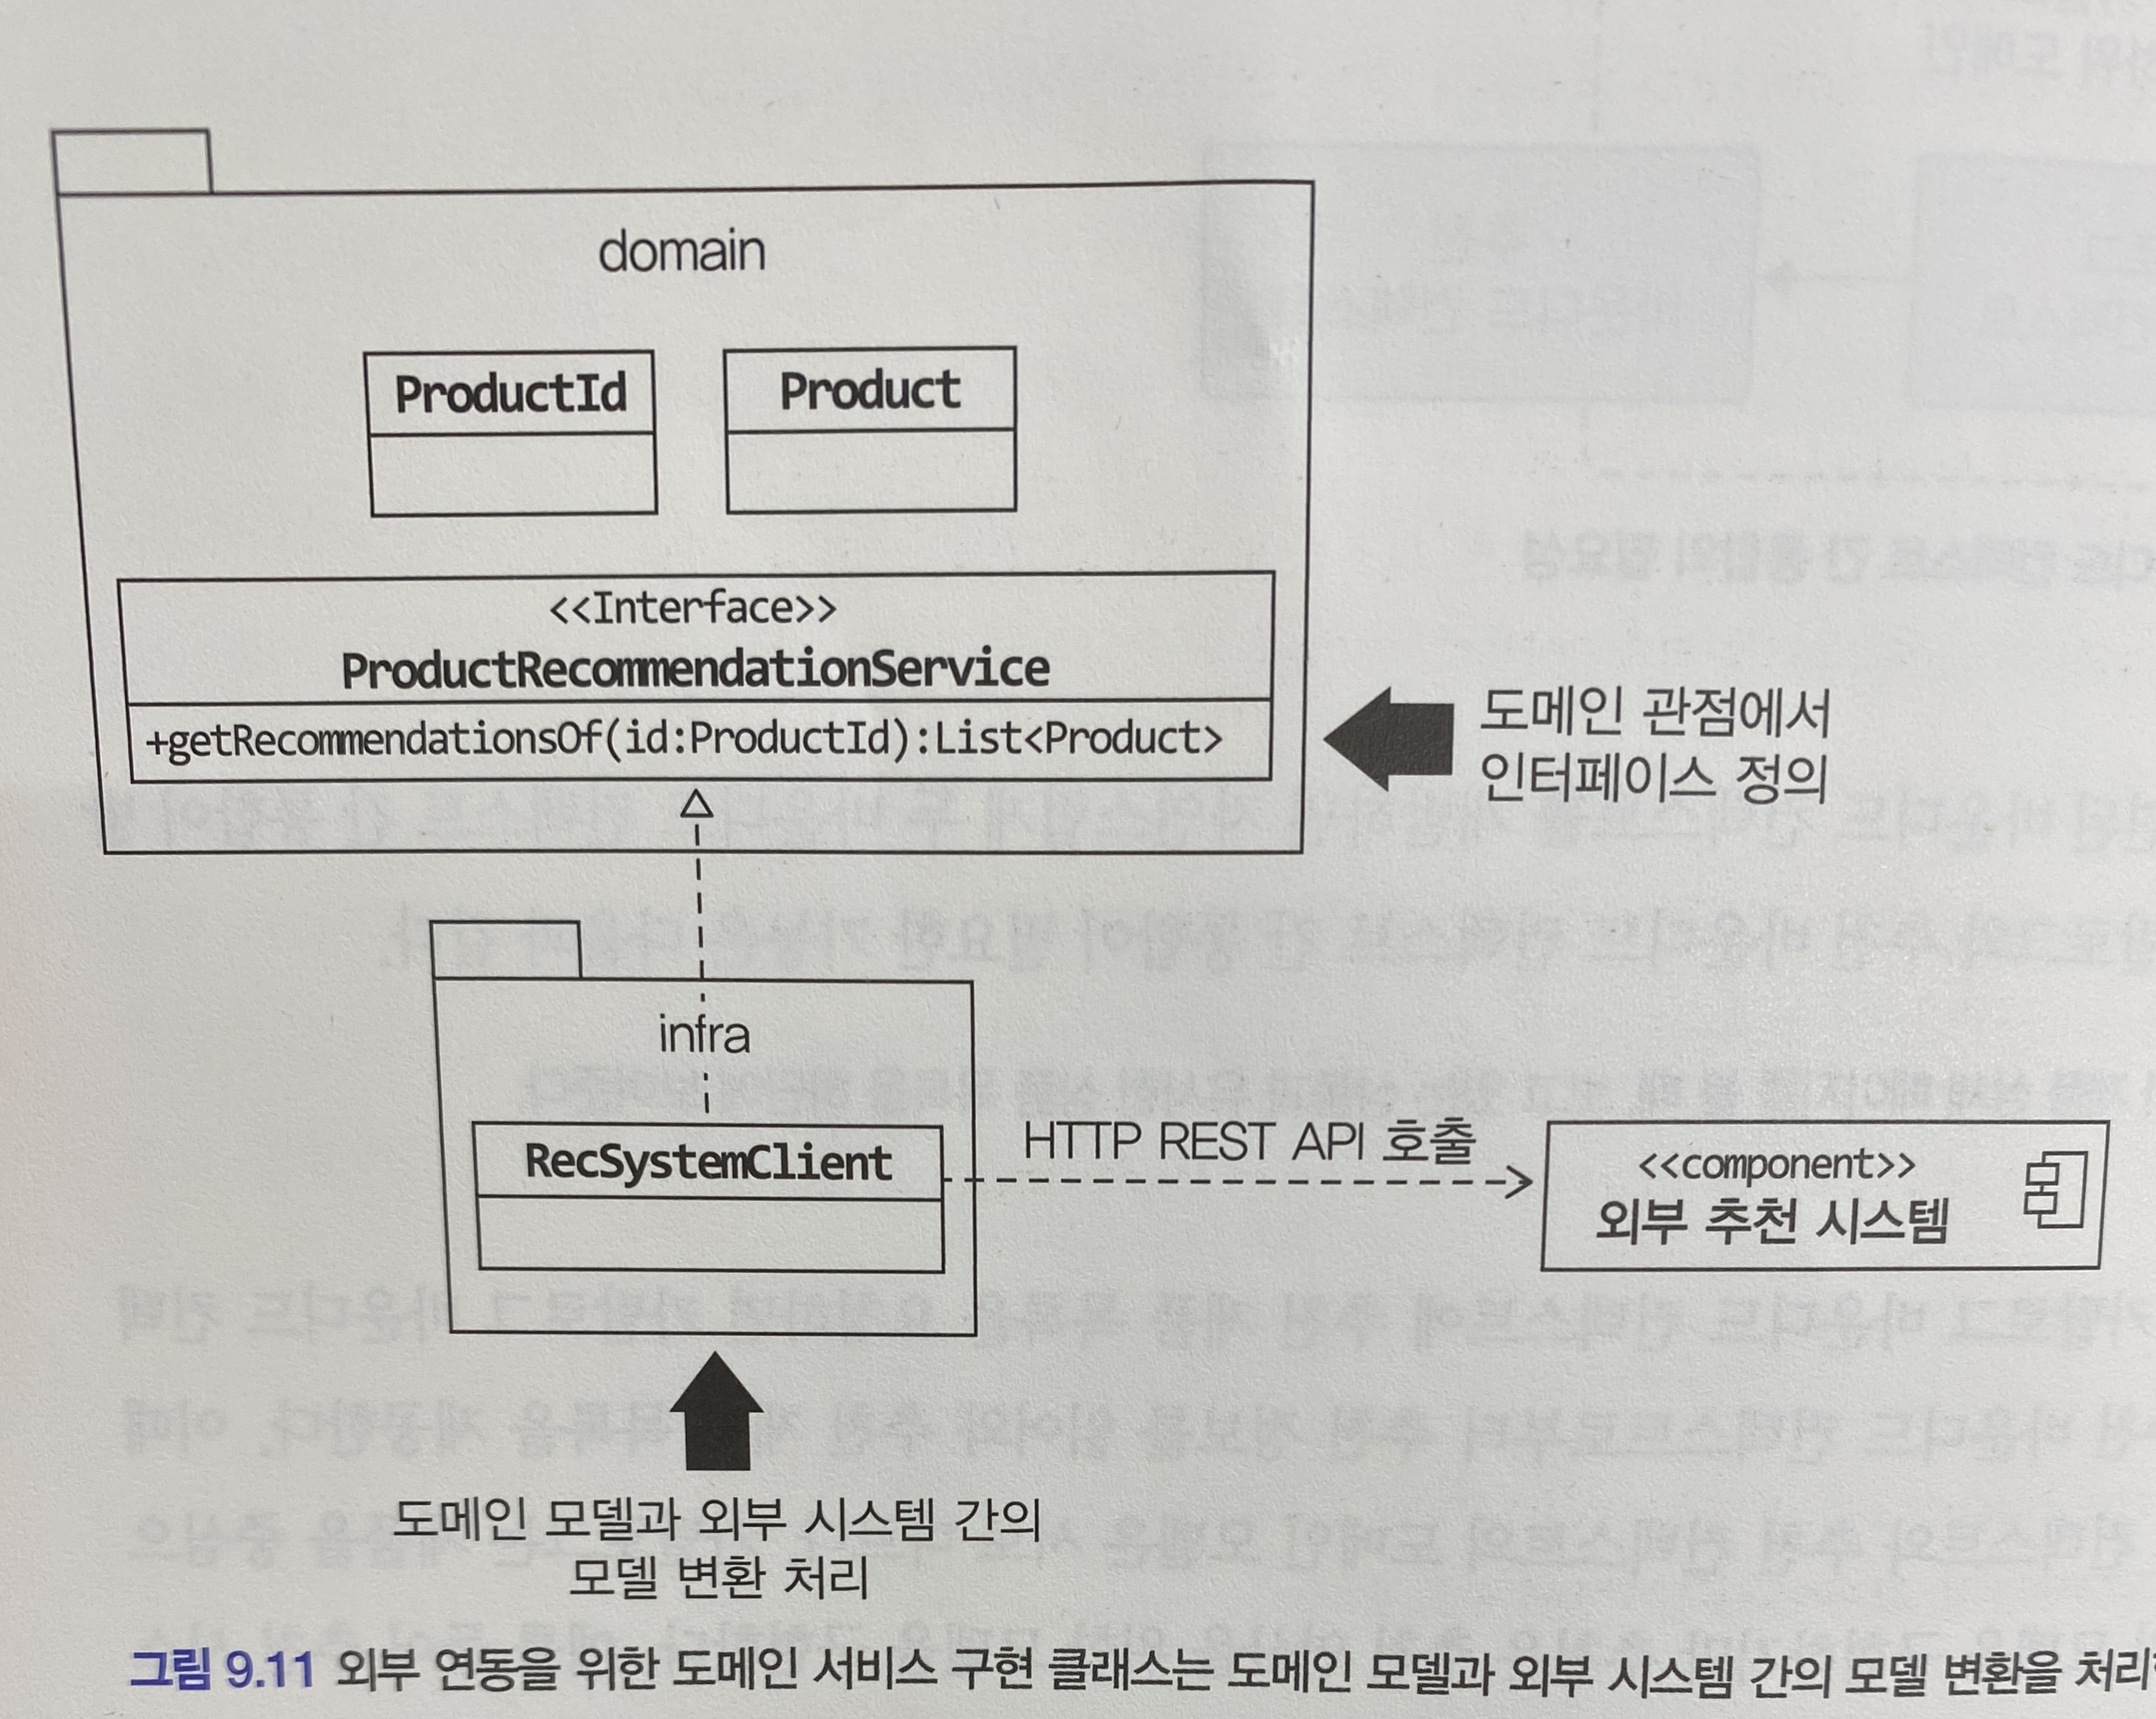 domain
ProductId
Product
<<Interface>>
ProductRecommendationService
+getRecommendationsOf(id:ProductId):List<Product>
도메인 관점에서
인터페이스 정의
infra
RecSystemClient
HTTP REST API 호출
<<component>>
외부 추천 시스템
도메인 모델과 외부 시스템 간의
모델 변환 처리
그림 9.11 외부 연동을 위한 도메인 서비스 구현 클래스는 도메인 모델과 외부 시스템 간의 모델 변환을 처리